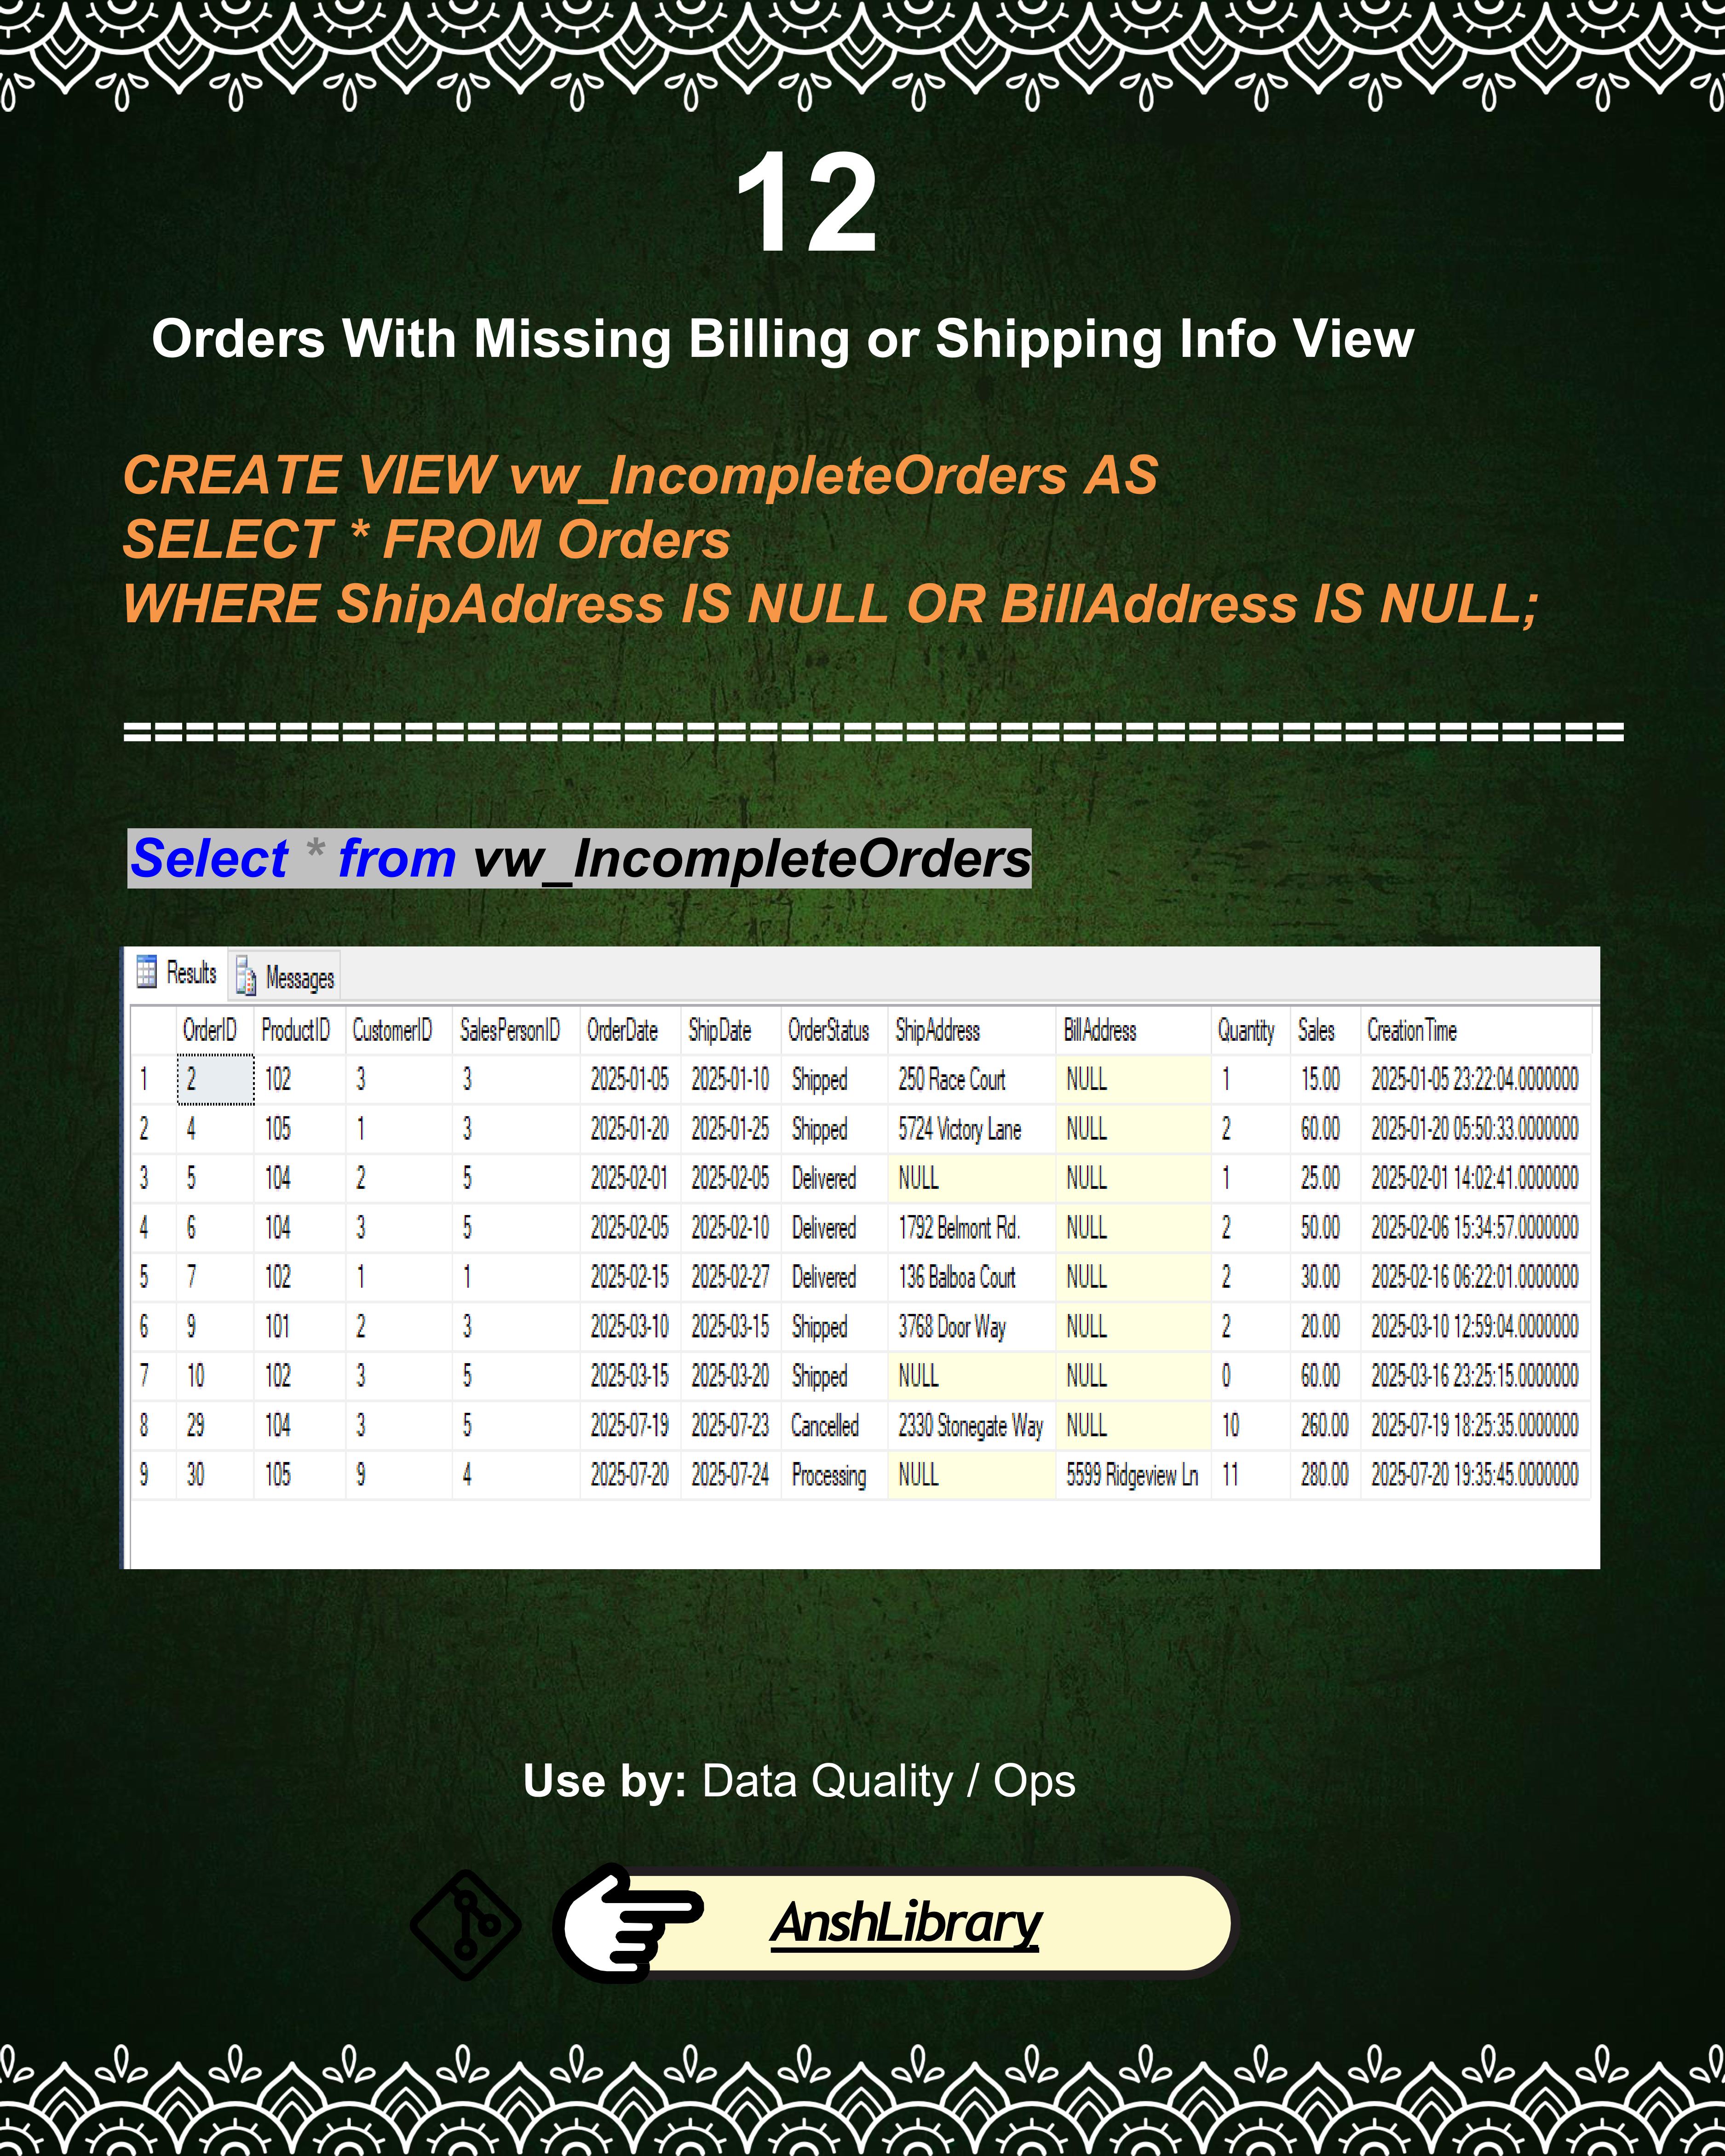 12
Orders With Missing Billing or Shipping Info View
CREATE VIEW vw_IncompleteOrders AS
SELECT * FROM Orders
WHERE ShipAddress IS NULL OR BillAddress IS NULL;
================================================
Select * from vw_IncompleteOrders
Results Messages
OrderID ProductID CustomerID SalesPersonID OrderDate ShipDate OrderStatus ShipAddress BillAddress Quantity Sales CreationTime
1 2 102 3 3 2025-01-05 2025-01-10 Shipped 250 Race Court NULL 1 15.00 2025-01-05 23:22:04.0000000
2 4 105 1 3 2025-01-20 2025-01-25 Shipped 5724 Victory Lane NULL 2 60.00 2025-01-20 05:50:33.0000000
3 5 104 2 5 2025-02-01 2025-02-05 Delivered NULL NULL 1 25.00 2025-02-01 14:02:41.0000000
4 6 104 3 5 2025-02-05 2025-02-10 Delivered 1792 Belmont Rd. NULL 2 50.00 2025-02-06 15:34:57.0000000
5 7 102 1 1 2025-02-15 2025-02-27 Delivered 136 Balboa Court NULL 2 30.00 2025-02-16 06:22:01.0000000
6 9 101 2 3 2025-03-10 2025-03-15 Shipped 3768 Door Way NULL 2 20.00 2025-03-10 12:59:04.0000000
7 10 102 3 5 2025-03-15 2025-03-20 Shipped NULL NULL 0 60.00 2025-03-16 23:25:15.0000000
8 29 104 3 5 2025-07-19 2025-07-23 Cancelled 2330 Stonegate Way NULL 10 260.00 2025-07-19 18:25:35.0000000
9 30 105 9 4 2025-07-20 2025-07-24 Processing NULL 5599 Ridgeview Ln 11 280.00 2025-07-20 19:35:45.0000000
Use by: Data Quality / Ops
AnshLibrary